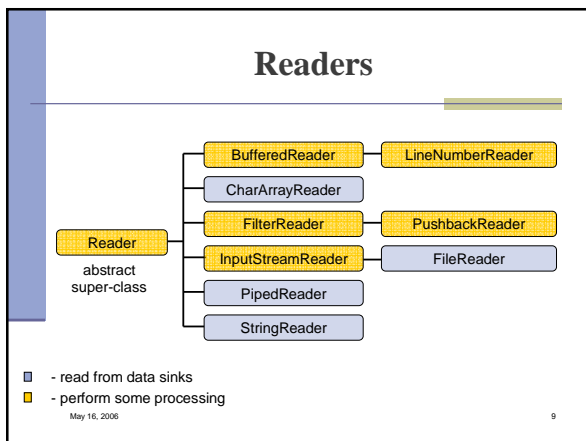 Readers
BufferedReader
LineNumberReader
CharArrayReader
FilterReader
PushbackReader
Reader
abstract
super-class
InputStreamReader
FileReader
PipedReader
StringReader
- read from data sinks
- perform some processing
May 16, 2006
9